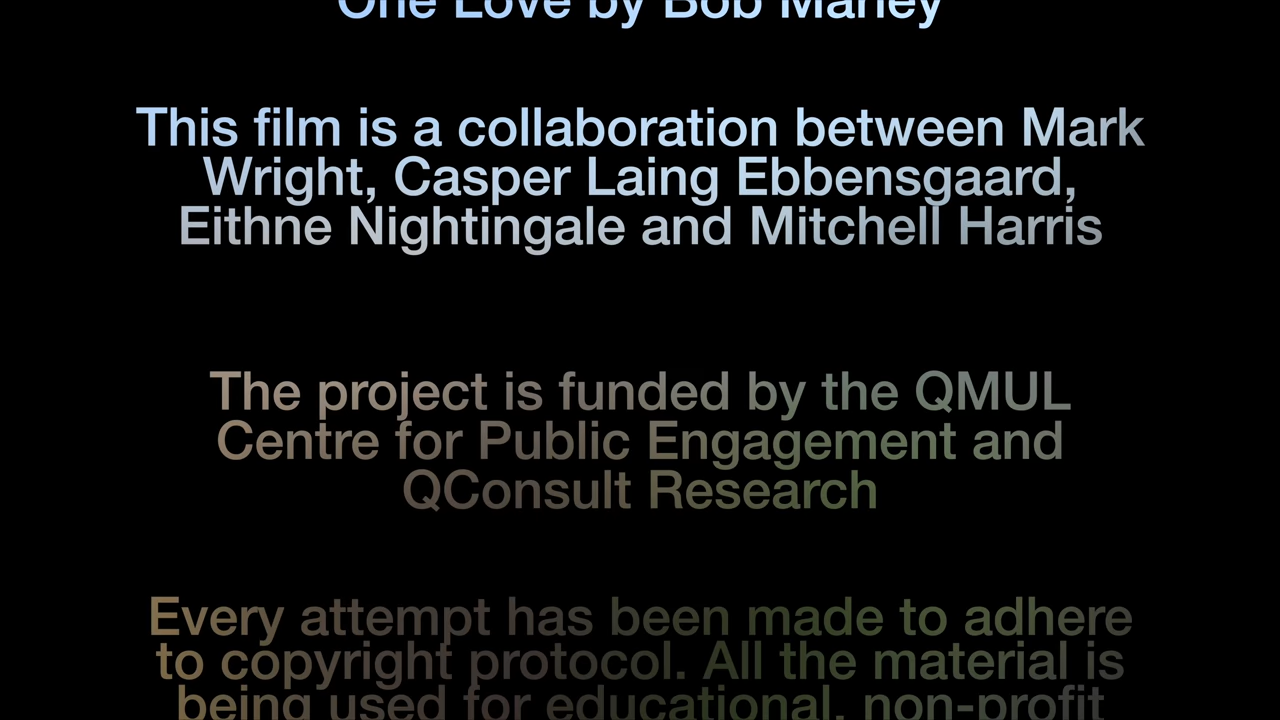 One Love by Bob Marley
This film is a collaboration between Mark
Wright, Casper Laing Ebbensgaard,
Eithne Nightingale and Mitchell Harris
The project is funded by the QMUL
Centre for Public Engagement and
QConsult Research
Every attempt has been made to adhere
to copyright protocol. All the material is
being used for educational, non-profit